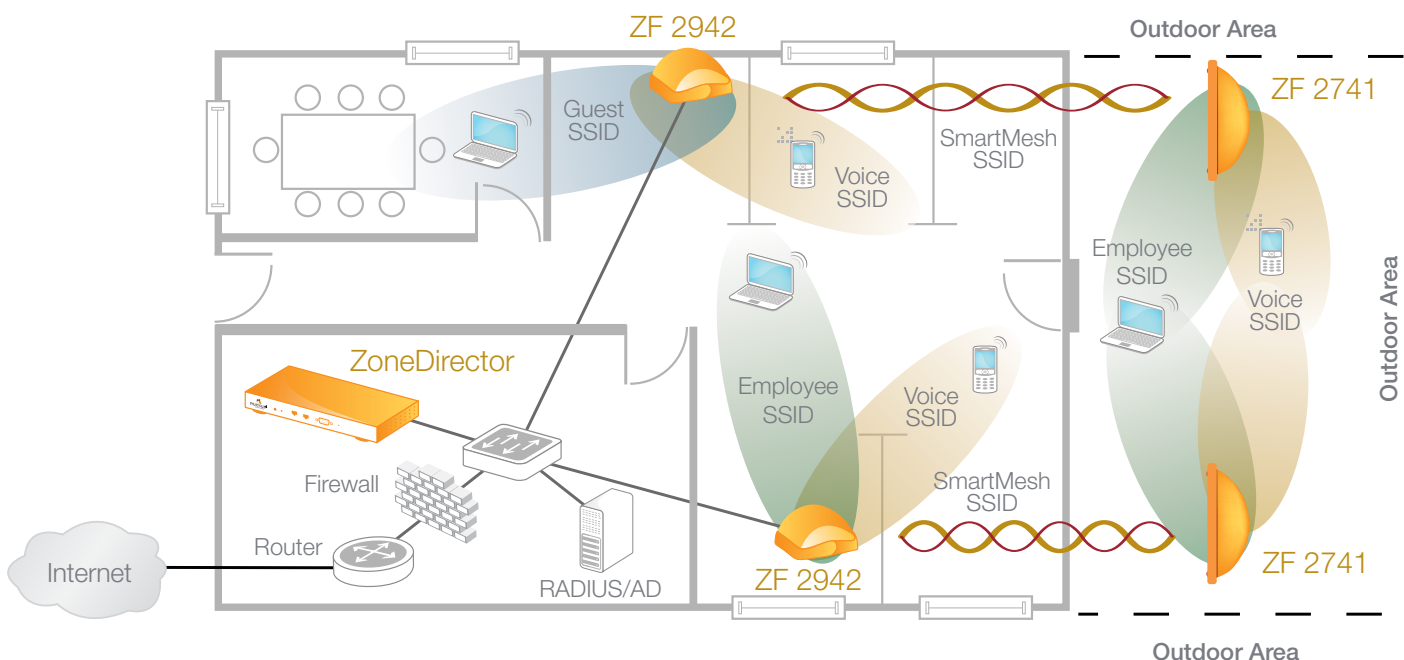 ZF 2942
Outdoor Area
ZF 2741
Guest
SSID
SmartMesh
SSID
Voice
SSID
Employee
SSID
Voice
SSID
Outdoor Area
ZoneDirector
Employee
SSID
Voice
SSID
Firewall
SmartMesh
SSID
Router
Internet
RADIUS/AD
ZF 2942
ZF 2741
Outdoor Area